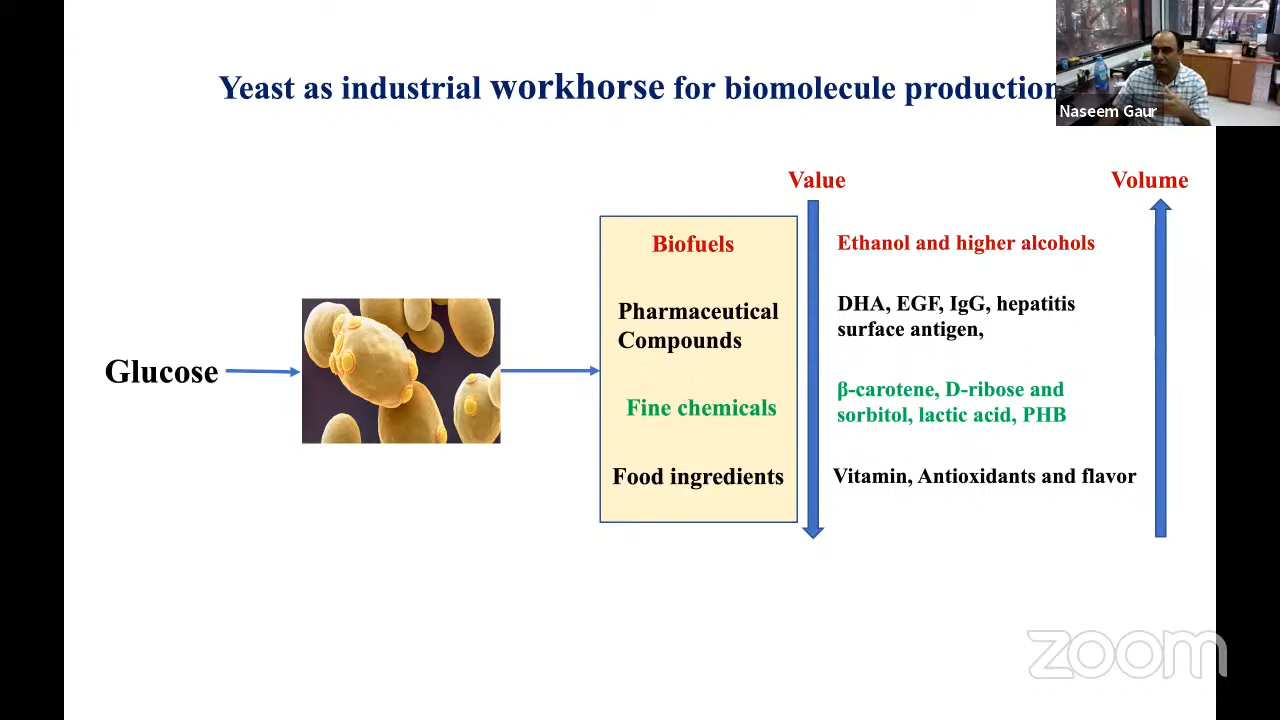 Yeast as industrial workhorse for biomolecule production
Naseem Gaur
Value
Volume
Biofuels
Ethanol and higher alcohols
Pharmaceutical
Compounds
DHA, EGF, IgG, hepatitis
surface antigen,
Glucose
Fine chemicals
β-carotene, D-ribose and
sorbitol, lactic acid, PHB
Food ingredients
Vitamin, Antioxidants and flavor
zoom